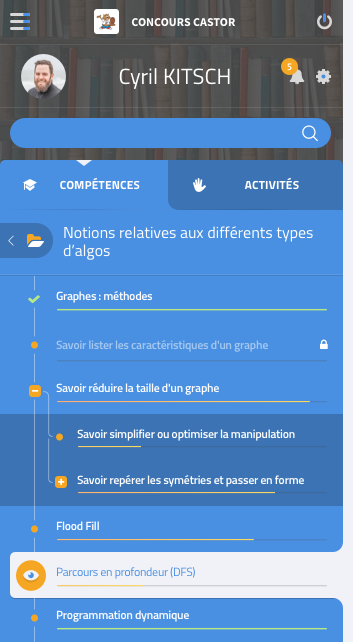 CONCOURS CASTOR
Cyril KITSCH
5
COMPÉTENCES
ACTIVITÉS
Notions relatives aux différents types
d'algos
Graphes : méthodes
Savoir lister les caractéristiques d'un graphe
Savoir réduire la taille d'un graphe
Savoir simplifier ou optimiser la manipulation
Savoir repérer les symétries et passer en forme
Flood Fill
Parcours en profondeur (DFS)
Programmation dynamique